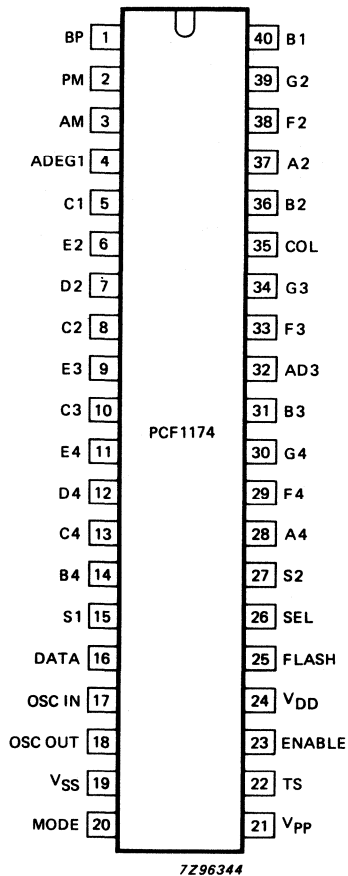 BP 1 40 B1
PM 2 39 G2
AM 3 38 F2
ADEG1 4 37 A2
C1 5 36 B2
E2 6 35 COL
D2 7 34 G3
C2 8 33 F3
E3 9 32 AD3
C3 10 31 B3
PCF1174
E4 11 30 G4
D4 12 29 F4
C4 13 28 A4
B4 14 27 S2
S1 15 26 SEL
DATA 16 25 FLASH
OSC IN 17 24 VDD
OSC OUT 18 23 ENABLE
VSS 19 22 TS
MODE 20 21 VPP
7Z96344